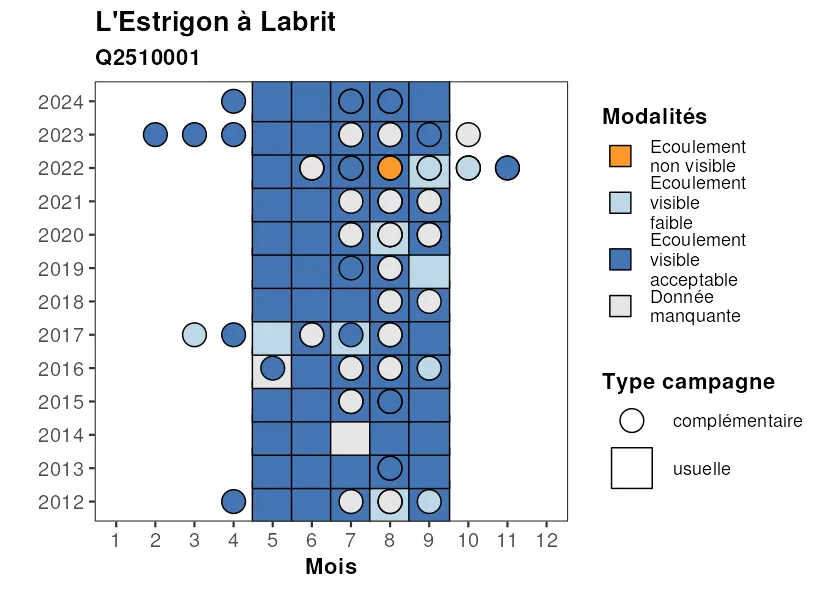 L'Estrigon à Labrit
Q2510001
2024
2023
2022
2021
2020
2019
2018
2017
2016
2015
2014
2013
2012
1 2 3 4 5 6 7 8 9 10 11 12
Mois
Modalités
Ecoulement
non visible
Ecoulement
visible
faible
Ecoulement
visible
acceptable
Donnée
manquante
Type campagne
complémentaire
usuelle